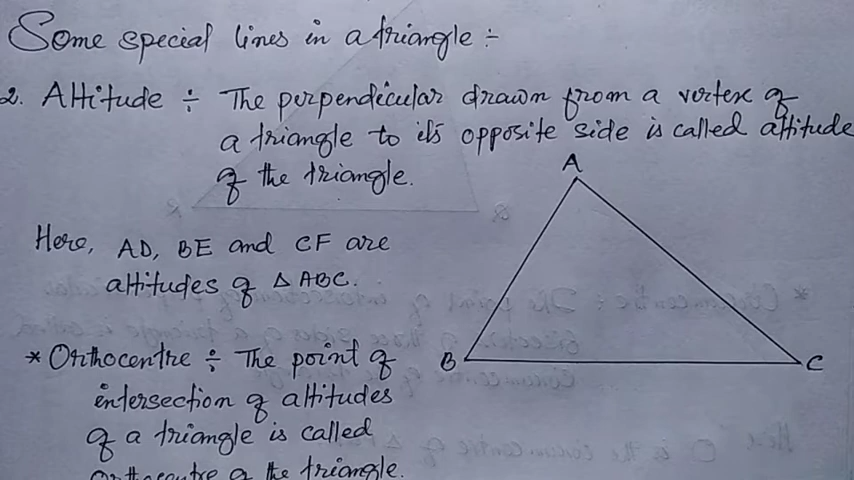 Some special lines in a triangle ÷
2. Altitude ÷ The perpendicular drawn from a vertex of
a triangle to its opposite side is called altitude
of the triangle.
A
Here, AD, BE and CF are
altitudes of △ ABC.
B
C
* Orthocentre ÷ The point of
intersection of altitudes
of a triangle is called
orthocentre of the triangle.